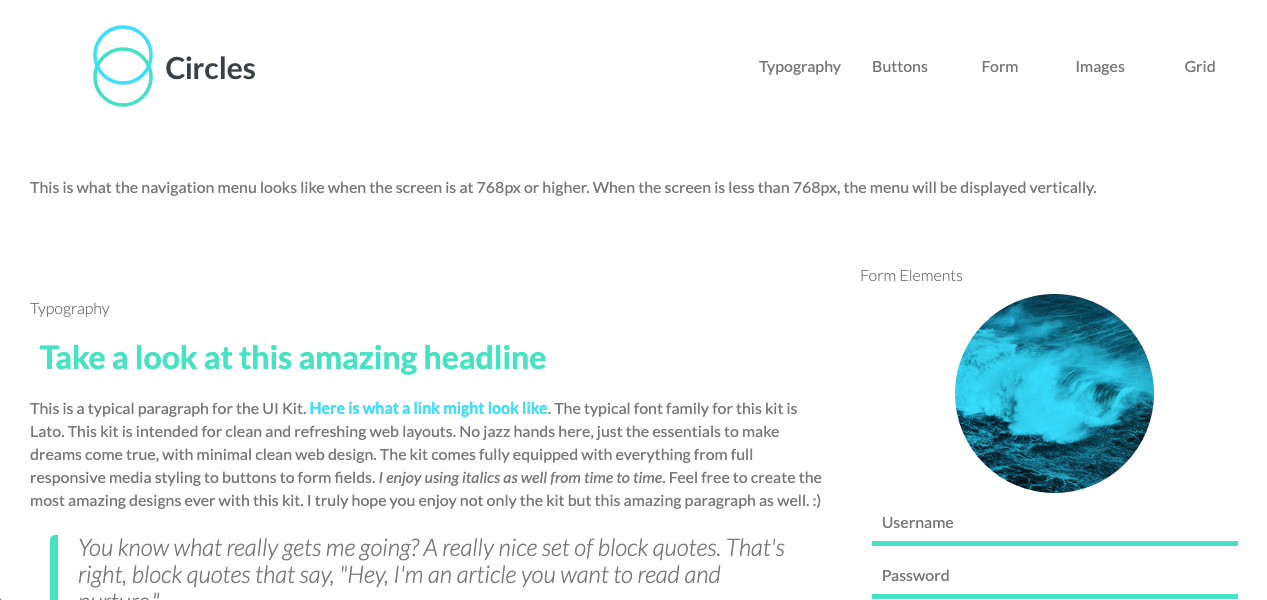 Circles
Typography Buttons Form Images Grid
This is what the navigation menu looks like when the screen is at 768px or higher. When the screen is less than 768px, the menu will be displayed vertically.
Typography
Take a look at this amazing headline
This is a typical paragraph for the UI Kit. Here is what a link might look like. The typical font family for this kit is
Lato. This kit is intended for clean and refreshing web layouts. No jazz hands here, just the essentials to make
dreams come true, with minimal clean web design. The kit comes fully equipped with everything from full
responsive media styling to buttons to form fields. I enjoy using italics as well from time to time. Feel free to create the
most amazing designs ever with this kit. I truly hope you enjoy not only the kit but this amazing paragraph as well. :)
You know what really gets me going? A really nice set of block quotes. That's
right, block quotes that say, "Hey, I'm an article you want to read and
nurture."
Form Elements
Username
Password